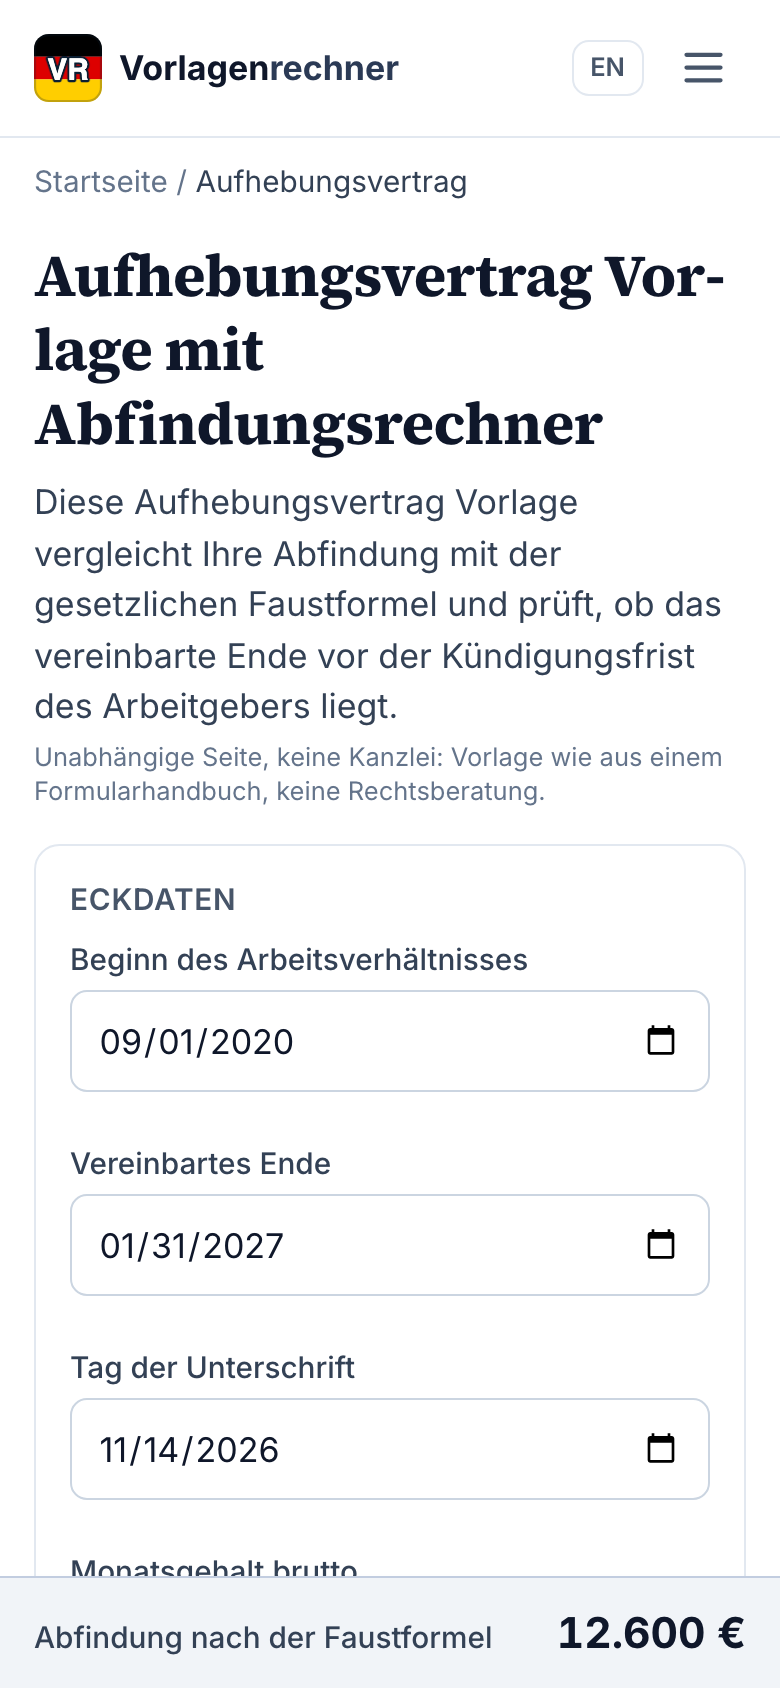 VR Vorlagenrechner EN
Startseite / Aufhebungsvertrag
Aufhebungsvertrag Vor-
lage mit
Abfindungsrechner
Diese Aufhebungsvertrag Vorlage
vergleicht Ihre Abfindung mit der
gesetzlichen Faustformel und prüft, ob das
vereinbarte Ende vor der Kündigungsfrist
des Arbeitgebers liegt.
Unabhängige Seite, keine Kanzlei: Vorlage wie aus einem
Formularhandbuch, keine Rechtsberatung.
ECKDATEN
Beginn des Arbeitsverhältnisses
09/01/2020
Vereinbartes Ende
01/31/2027
Tag der Unterschrift
11/14/2026
Monatsgehalt brutto
Abfindung nach der Faustformel 12.600 €